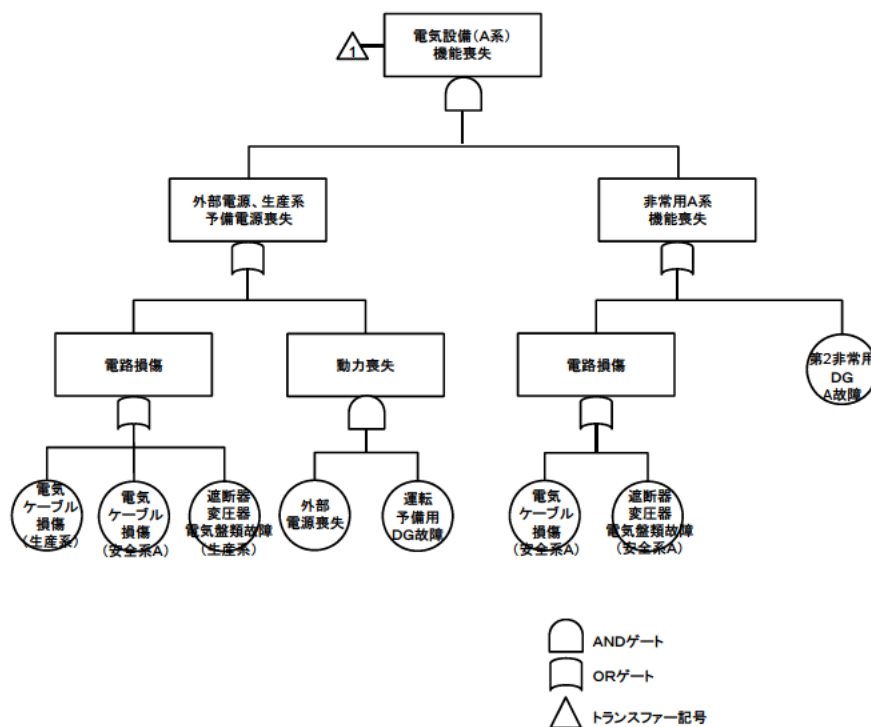 電気設備(A系)
機能喪失
1
外部電源、生産系
予備電源喪失
非常用A系
機能喪失
電路損傷
動力喪失
電路損傷
第2非常用
DG
A故障
電気
ケーブル
損傷
(生産系)
電気
ケーブル
損傷
(安全系A)
遮断器
変圧器
電気盤類故障
(生産系)
外部
電源喪失
運転
予備用
DG故障
電気
ケーブル
損傷
(安全系A)
遮断器
変圧器
電気盤類故障
(安全系A)
ANDゲート
ORゲート
トランスファー記号